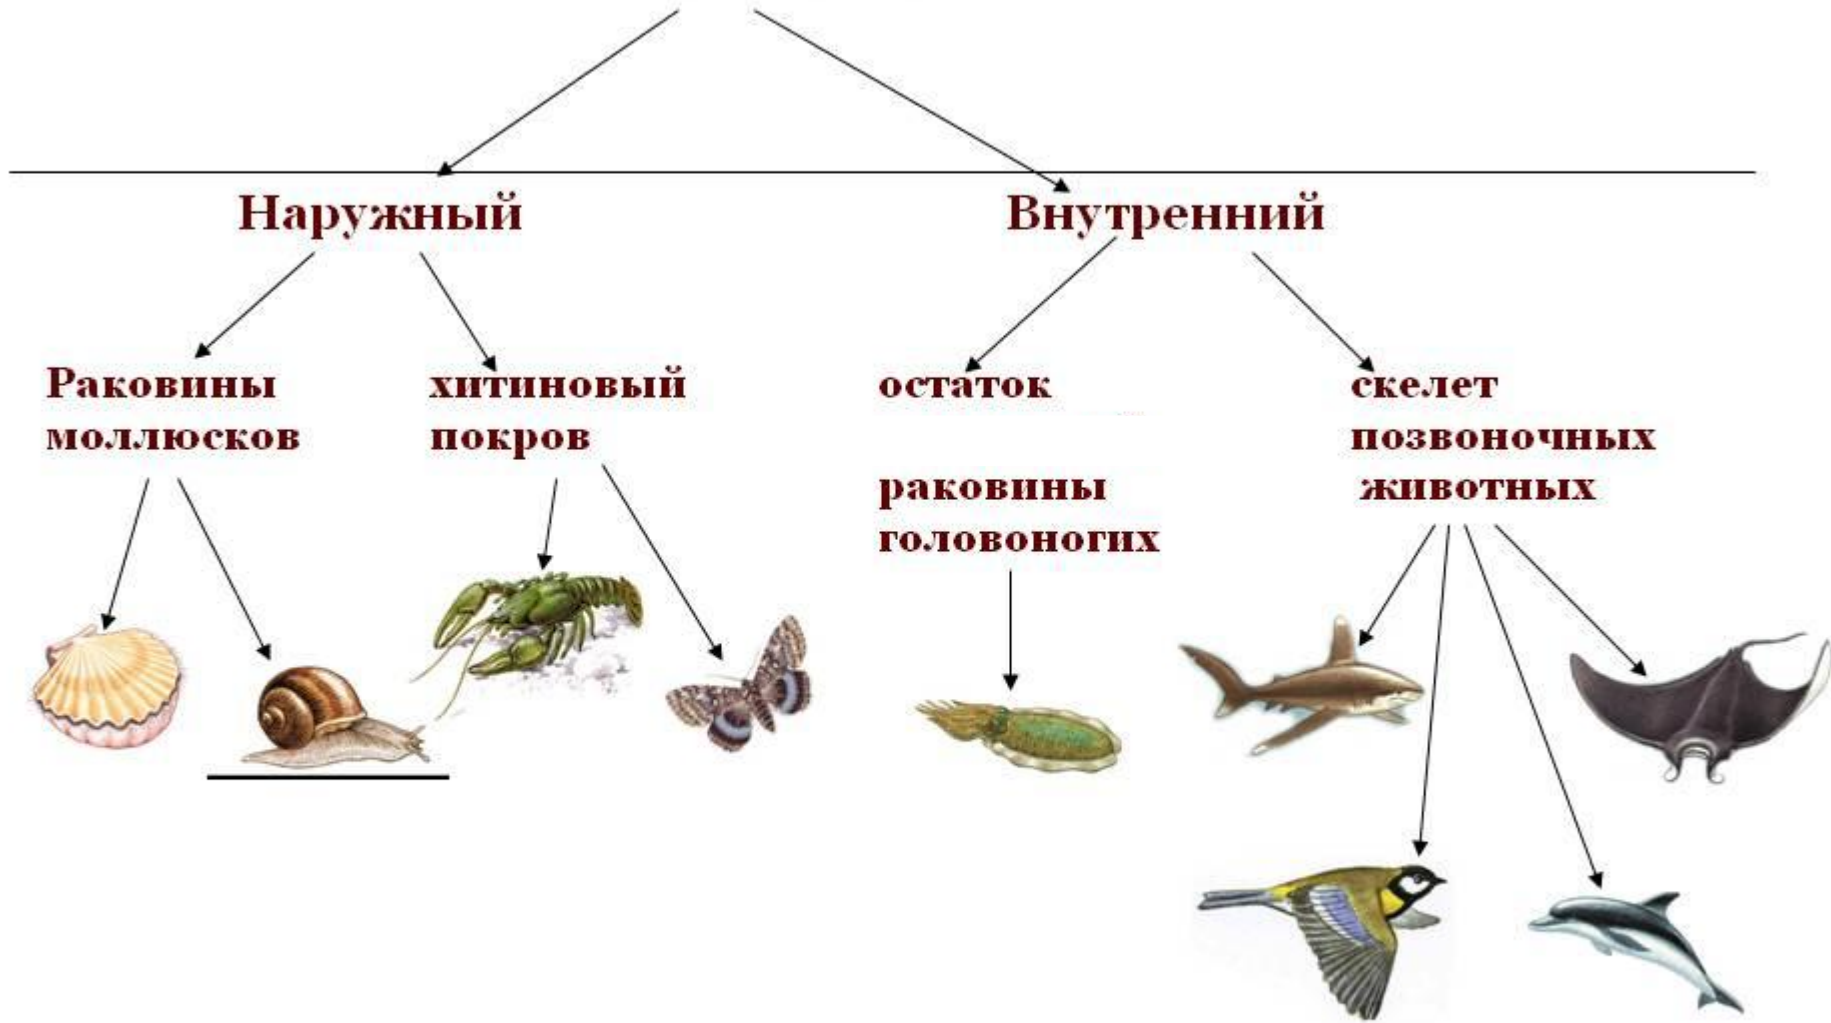 Наружный
Внутренний
Раковины
моллюсков
хитиновый
покров
остаток
раковины
головоногих
скелет
позвоночных
животных